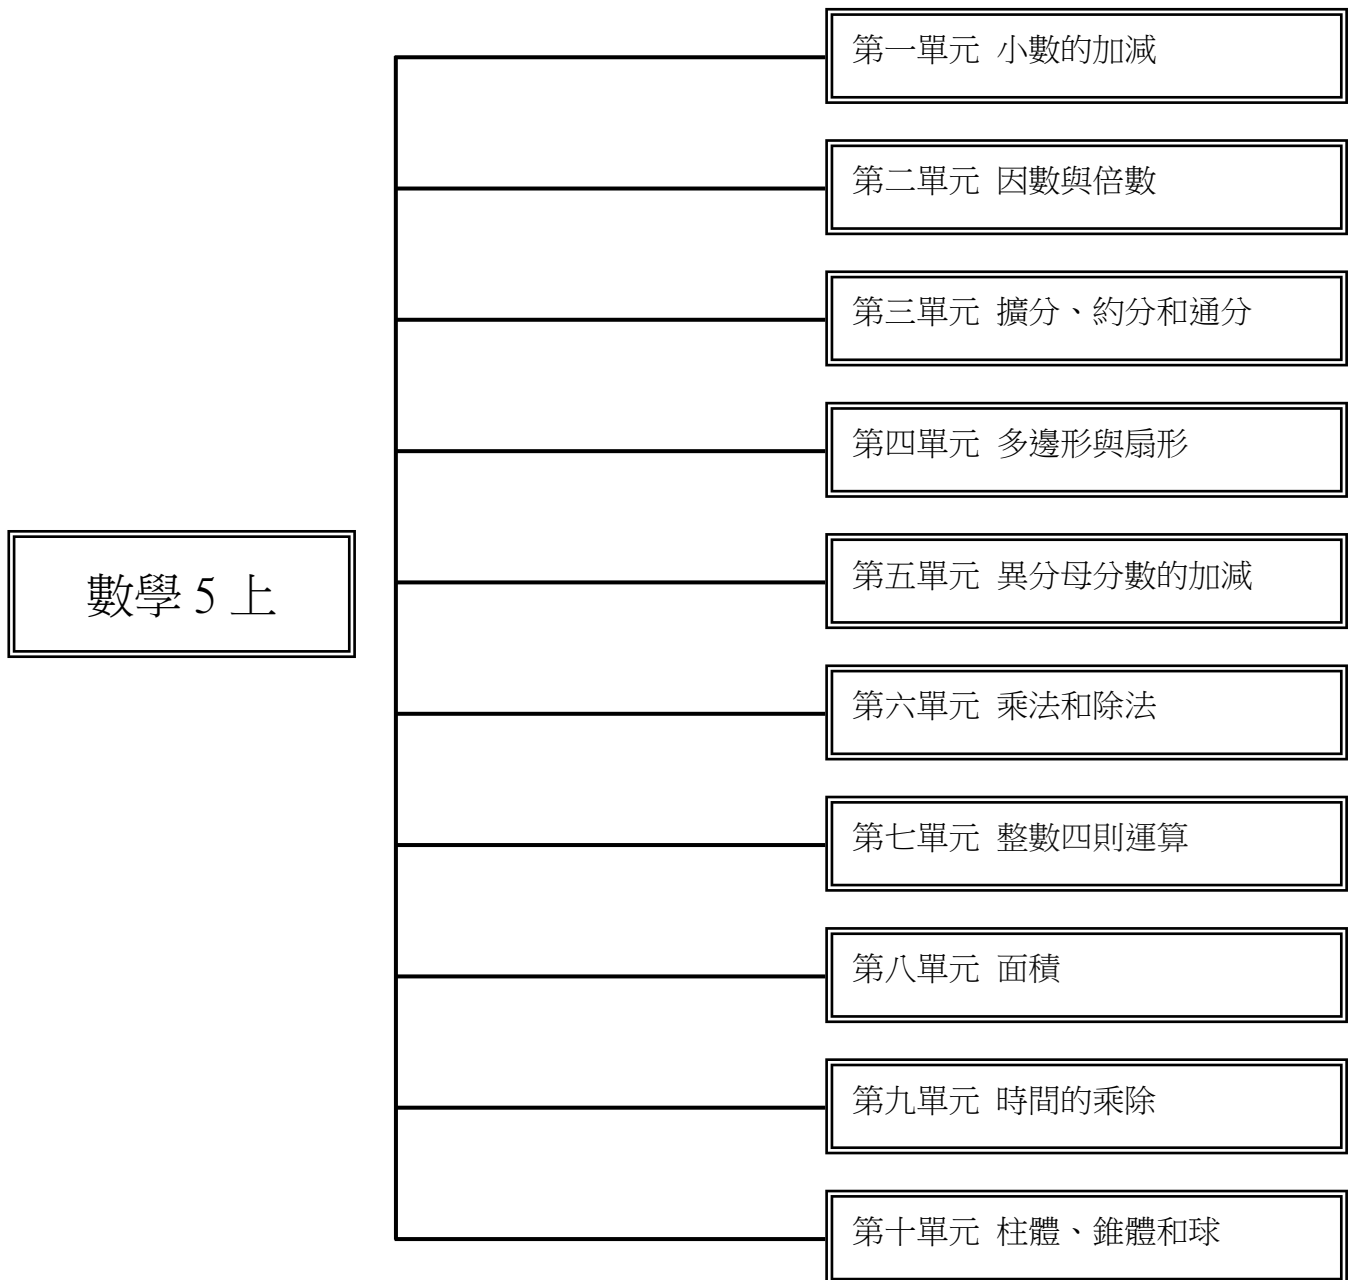 第一單元 小數的加減
第二單元 因數與倍數
第三單元 擴分、約分和通分
第四單元 多邊形與扇形
第五單元 異分母分數的加減
數學 5 上
第六單元 乘法和除法
第七單元 整數四則運算
第八單元 面積
第九單元 時間的乘除
第十單元 柱體、錐體和球